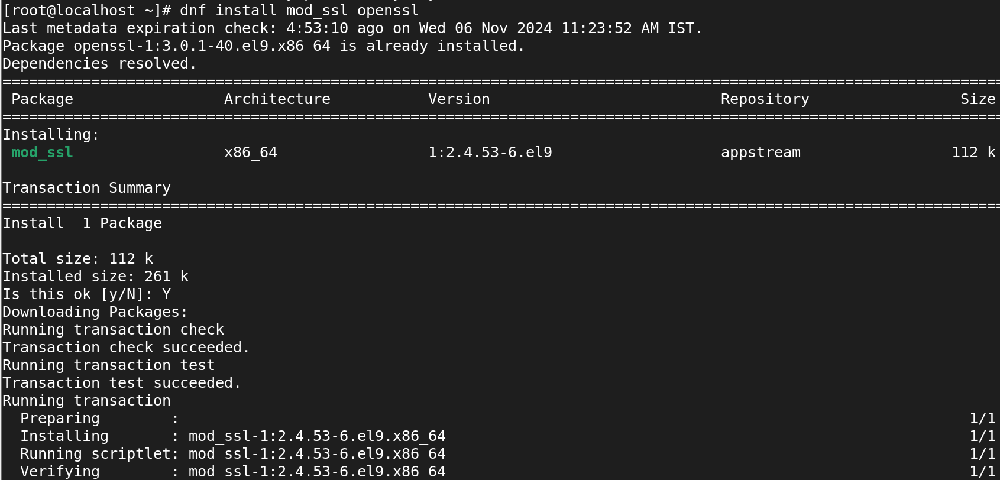 [root@localhost ~]# dnf install mod_ssl openssl
Last metadata expiration check: 4:53:10 ago on Wed 06 Nov 2024 11:23:52 AM IST.
Package openssl-1:3.0.1-40.el9.x86_64 is already installed.
Dependencies resolved.
================================================================================================================
 Package                 Architecture           Version                          Repository                 Size
================================================================================================================
Installing:
 mod_ssl                 x86_64                 1:2.4.53-6.el9                   appstream                 112 k

Transaction Summary
================================================================================================================
Install  1 Package

Total size: 112 k
Installed size: 261 k
Is this ok [y/N]: Y
Downloading Packages:
Running transaction check
Transaction check succeeded.
Running transaction test
Transaction test succeeded.
Running transaction
  Preparing        :                                                                                         1/1
  Installing       : mod_ssl-1:2.4.53-6.el9.x86_64                                                           1/1
  Running scriptlet: mod_ssl-1:2.4.53-6.el9.x86_64                                                           1/1
  Verifying        : mod_ssl-1:2.4.53-6.el9.x86_64                                                           1/1